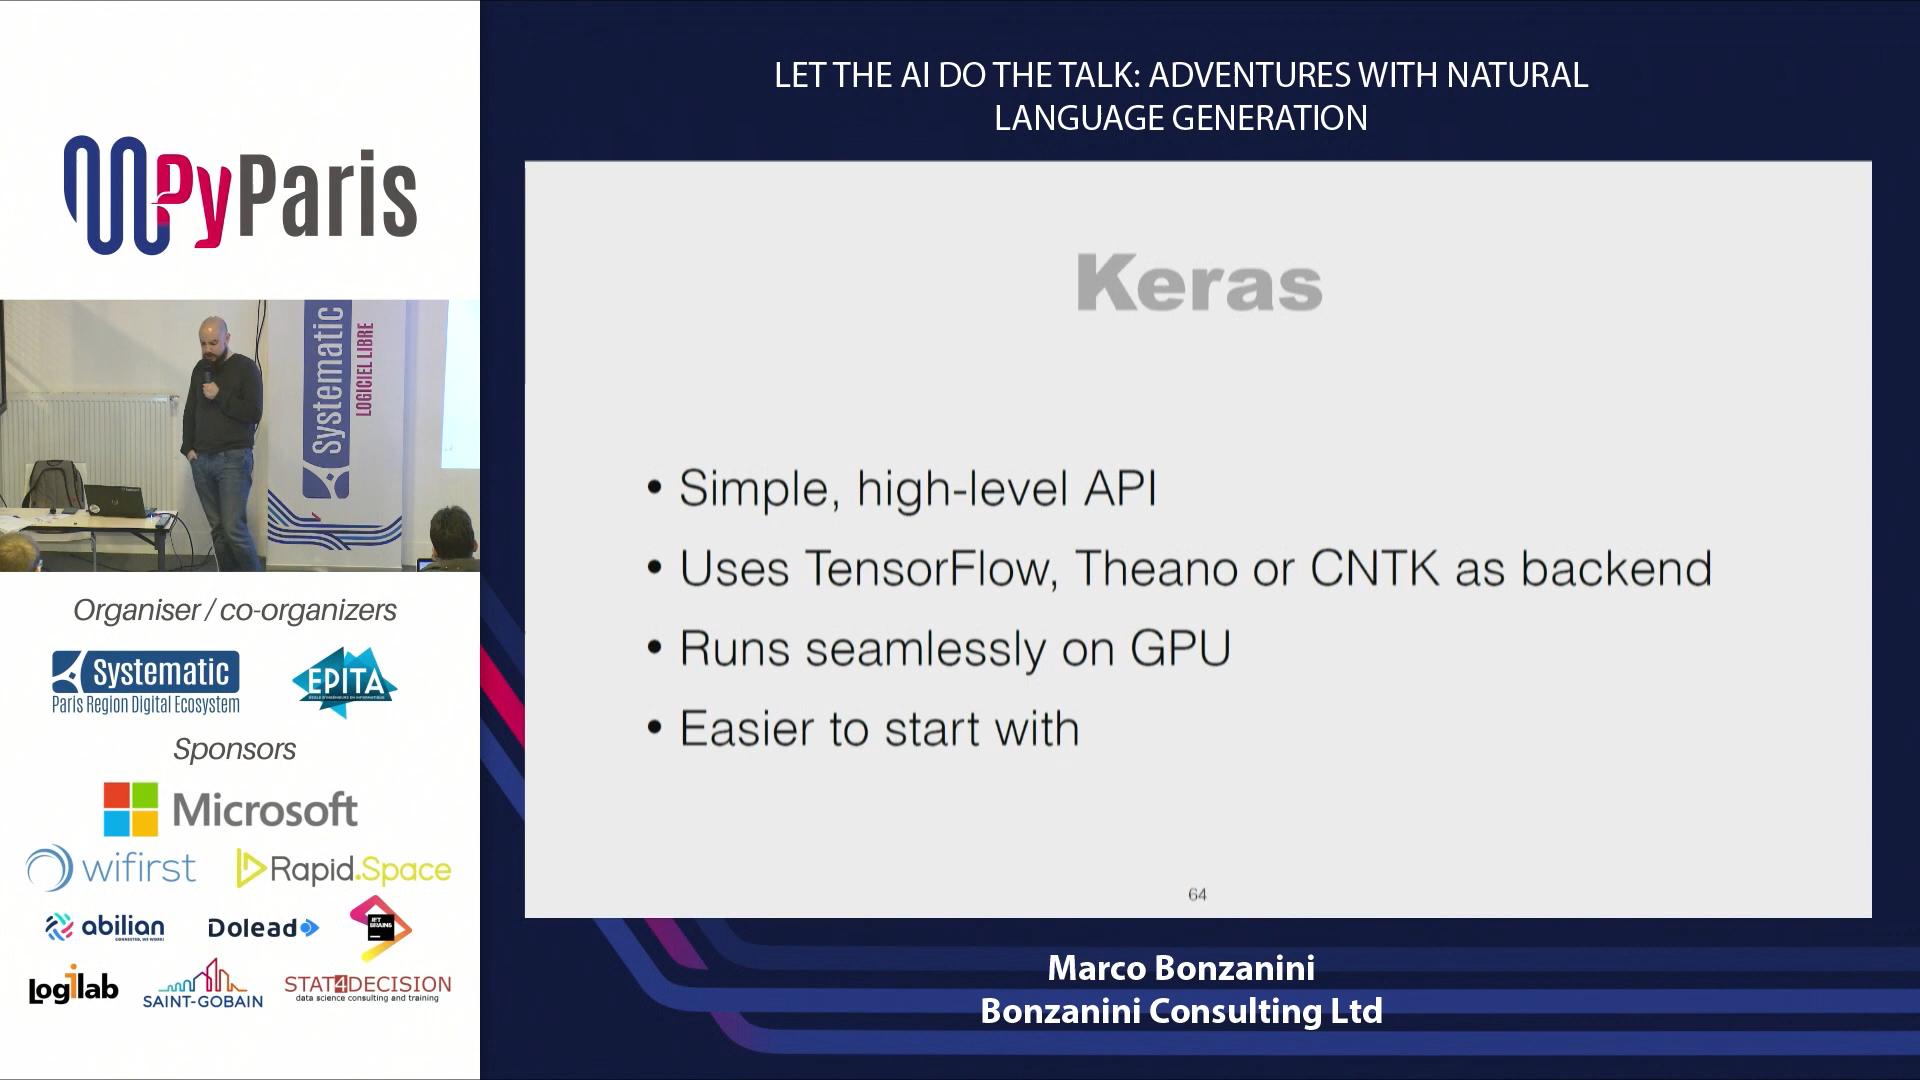 PyParis
Systematic
LOGICIEL LIBRE
Organiser / co-organizers
Systematic
Paris Region Digital Ecosystem
EPITA
Sponsors
Microsoft
wifirst
Rapid.Space
abilian
Dolead
JET
BRAINS
Logilab
SAINT-GOBAIN
STAT4DECISION
data science consulting and training
LET THE AI DO THE TALK: ADVENTURES WITH NATURAL
LANGUAGE GENERATION
Keras
• Simple, high-level API
• Uses TensorFlow, Theano or CNTK as backend
• Runs seamlessly on GPU
• Easier to start with
64
Marco Bonzanini
Bonzanini Consulting Ltd